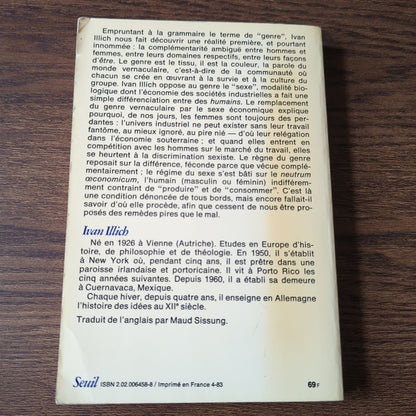 Empruntant à la grammaire le terme de "genre", Ivan
Illich nous fait découvrir une réalité première, et pourtant
innommée : la complémentarité ambiguë entre hommes et
femmes, entre leurs domaines respectifs, entre leurs façons
d'être. Le genre est le tissu, il est la couleur, la parole du
monde vernaculaire, c'est-à-dire de la communauté où
chacun se crée en œuvrant à la survie et à la culture du
groupe. Ivan Illich oppose au genre le "sexe", modalité bio-
logique dont l'économie des sociétés industrielles a fait une
simple différenciation entre des humains. Le remplacement
du genre vernaculaire par le sexe économique explique
pourquoi, de nos jours, les femmes sont toujours des per-
dantes : l'univers industriel ne peut exister sans leur travail
fantôme, au mieux ignoré, au pire nié — d'où leur relégation
dans l'économie souterraine ; et quand elles entrent en
compétition avec les hommes sur le marché du travail, elles
se heurtent à la discrimination sexiste. Le règne du genre
reposait sur la différence, féconde parce que vécue complé-
mentairement ; le régime du sexe s'est bâti sur le neutrum
œconomicum, l'humain (masculin ou féminin) indifférem-
ment contraint de "produire" et de "consommer". C'est là
une condition dénoncée de tous bords, mais encore fallait-il
savoir d'où elle procède, afin que cessent de nous être pro-
posés des remèdes pires que le mal.
Ivan Illich
Né en 1926 à Vienne (Autriche). Etudes en Europe d'his-
toire, de philosophie et de théologie. En 1950, il s'établit
à New York où, pendant cinq ans, il est prêtre dans une
paroisse irlandaise et portoricaine. Il vit à Porto Rico les
cinq années suivantes. Depuis 1960, il a établi sa demeure
à Cuernavaca, Mexique.
Chaque hiver, depuis quatre ans, il enseigne en Allemagne
l'histoire des idées au XIIe siècle.
Traduit de l'anglais par Maud Sissung.
Seuil ISBN 2.02.006458-8 / Imprimé en France 4-83 69 F